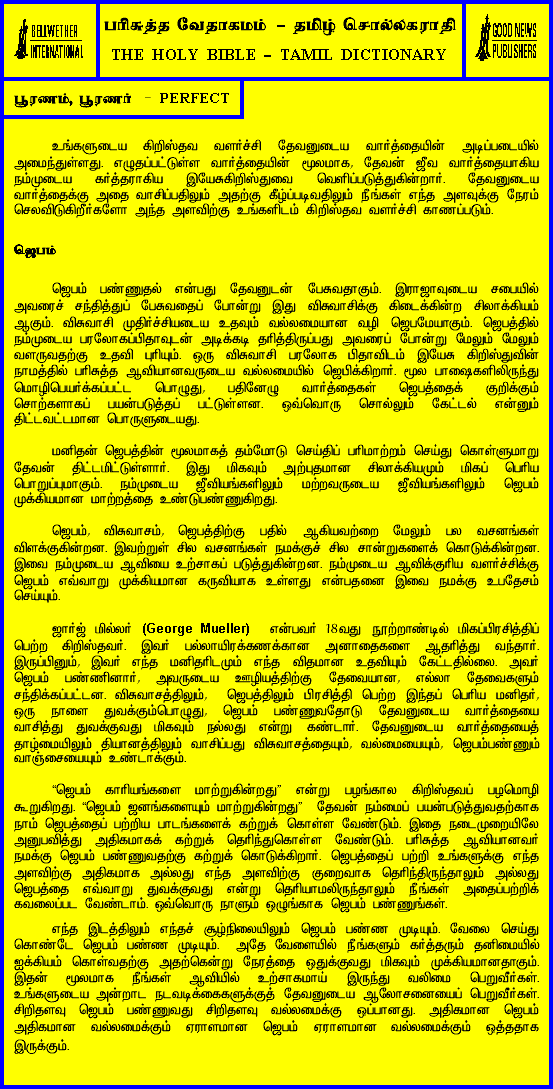 BELLWETHER
INTERNATIONAL
பரிசுத்த வேதாகமம் - தமிழ் சொல்லகராதி
THE HOLY BIBLE - TAMIL DICTIONARY
GOOD NEWS
PUBLISHERS
பூரணம், பூரணர் - PERFECT
உங்களுடைய கிறிஸ்தவ வளர்ச்சி தேவனுடைய வார்த்தையின் அடிப்படையில்
அமைந்துள்ளது. எழுதப்பட்டுள்ள வார்த்தையின் மூலமாக, தேவன் ஜீவ வார்த்தையாகிய
நம்முடைய கர்த்தராகிய இயேசுகிறிஸ்துவை வெளிப்படுத்துகின்றார். தேவனுடைய
வார்த்தைக்கு அதை வாசிப்பதிலும் அதற்கு கீழ்ப்படிவதிலும் நீங்கள் எந்த அளவுக்கு நேரம்
செலவிடுகிறீர்களோ அந்த அளவிற்கு உங்களிடம் கிறிஸ்தவ வளர்ச்சி காணப்படும்.
ஜெபம்
ஜெபம் பண்ணுதல் என்பது தேவனுடன் பேசுவதாகும். இராஜாவுடைய சபையில்
அவரைச் சந்தித்துப் பேசுவதைப் போன்று இது விசுவாசிக்கு கிடைக்கின்ற சிலாக்கியம்
ஆகும். விசுவாசி முதிர்ச்சியடைய உதவும் வல்லமையான வழி ஜெபமேயாகும். ஜெபத்தில்
நம்முடைய பரலோகப்பிதாவுடன் அடிக்கடி தரித்திருப்பது அவரைப் போன்று மேலும் மேலும்
வளருவதற்கு உதவி புரியும். ஒரு விசுவாசி பரலோக பிதாவிடம் இயேசு கிறிஸ்துவின்
நாமத்தில் பரிசுத்த ஆவியானவருடைய வல்லமையில் ஜெபிக்கிறார். மூல பாஷைகளிலிருந்து
மொழிபெயர்க்கப்பட்ட பொழுது, பதினேழு வார்த்தைகள் ஜெபத்தைக் குறிக்கும்
சொற்களாகப் பயன்படுத்தப் பட்டுள்ளன. ஒவ்வொரு சொல்லும் கேட்டல் என்னும்
திட்டவட்டமான பொருளுடையது.
மனிதன் ஜெபத்தின் மூலமாகத் தம்மோடு செய்திப் பரிமாற்றம் செய்து கொள்ளுமாறு
தேவன் திட்டமிட்டுள்ளார். இது மிகவும் அற்புதமான சிலாக்கியமும் மிகப் பெரிய
பொறுப்புமாகும். நம்முடைய ஜீவியங்களிலும் மற்றவருடைய ஜீவியங்களிலும் ஜெபம்
முக்கியமான மாற்றத்தை உண்டுபண்ணுகிறது.
ஜெபம், விசுவாசம், ஜெபத்திற்கு பதில் ஆகியவற்றை மேலும் பல வசனங்கள்
விளக்குகின்றன. இவற்றுள் சில வசனங்கள் நமக்குச் சில சான்றுகளைக் கொடுக்கின்றன.
இவை நம்முடைய ஆவியை உற்சாகப் படுத்துகின்றன. நம்முடைய ஆவிக்குரிய வளர்ச்சிக்கு
ஜெபம் எவ்வாறு முக்கியமான கருவியாக உள்ளது என்பதனை இவை நமக்கு உபதேசம்
செய்யும்.
ஜார்ஜ் மில்லர் (George Mueller) என்பவர் 18வது நூற்றாண்டில் மிகப்பிரசித்திப்
பெற்ற கிறிஸ்தவர். இவர் பல்லாயிரக்கணக்கான அனாதைகளை ஆதரித்து வந்தார்.
இருப்பினும், இவர் எந்த மனிதரிடமும் எந்த விதமான உதவியும் கேட்டதில்லை. அவர்
ஜெபம் பண்ணினார், அவருடைய ஊழியத்திற்கு தேவையான, எல்லா தேவைகளும்
சந்திக்கப்பட்டன. விசுவாசத்திலும், ஜெபத்திலும் பிரசித்தி பெற்ற இந்தப் பெரிய மனிதர்,
ஒரு நாளை துவக்கும்பொழுது, ஜெபம் பண்ணுவதோடு தேவனுடைய வார்த்தையை
வாசித்து துவக்குவது மிகவும் நல்லது என்று கண்டார். தேவனுடைய வார்த்தையைத்
தாழ்மையிலும் தியானத்திலும் வாசிப்பது விசுவாசத்தையும், வல்மையையும், ஜெபம்பண்ணும்
வாஞ்சையையும் உண்டாக்கும்.
“ஜெபம் காரியங்களை மாற்றுகின்றது” என்று பழங்கால கிறிஸ்தவப் பழமொழி
கூறுகிறது. “ஜெபம் ஜனங்களையும் மாற்றுகின்றது” தேவன் நம்மைப் பயன்படுத்துவதற்காக
நாம் ஜெபத்தைப் பற்றிய பாடங்களைக் கற்றுக் கொள்ள வேண்டும். இதை நடைமுறையிலே
அனுபவித்து அதிகமாகக் கற்றுக் தெரிந்துகொள்ள வேண்டும். பரிசுத்த ஆவியானவர்
நமக்கு ஜெபம் பண்ணுவதற்கு கற்றுக் கொடுக்கிறார். ஜெபத்தைப் பற்றி உங்களுக்கு எந்த
அளவிற்கு அதிகமாக அல்லது எந்த அளவிற்கு குறைவாக தெரிந்திருந்தாலும் அல்லது
ஜெபத்தை எவ்வாறு துவக்குவது என்று தெரியாமலிருந்தாலும் நீங்கள் அதைப்பற்றிக்
கவலைப்பட வேண்டாம். ஒவ்வொரு நாளும் ஒழுங்காக ஜெபம் பண்ணுங்கள்.
எந்த இடத்திலும் எந்தச் சூழ்நிலையிலும் ஜெபம் பண்ண முடியும். வேலை செய்து
கொண்டே ஜெபம் பண்ண முடியும். அதே வேளையில் நீங்களும் கர்த்தரும் தனிமையில்
ஐக்கியம் கொள்வதற்கு அதற்கென்று நேரத்தை ஒதுக்குவது மிகவும் முக்கியமானதாகும்.
இதன் மூலமாக நீங்கள் ஆவியில் உற்சாகமாய் இருந்து வலிமை பெறுவீர்கள்.
உங்களுடைய அன்றாட நடவடிக்கைகளுக்குத் தேவனுடைய ஆலோசனையைப் பெறுவீர்கள்.
சிறிதளவு ஜெபம் பண்ணுவது சிறிதளவு வல்லமைக்கு ஒப்பானது. அதிகமான ஜெபம்
அதிகமான வல்லமைக்கும் ஏராளமான ஜெபம் ஏராளமான வல்லமைக்கும் ஒத்ததாக
இருக்கும்.